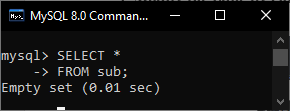 MySQL 8.0 Comman...
mysql> SELECT *
    -> FROM sub;
Empty set (0.01 sec)